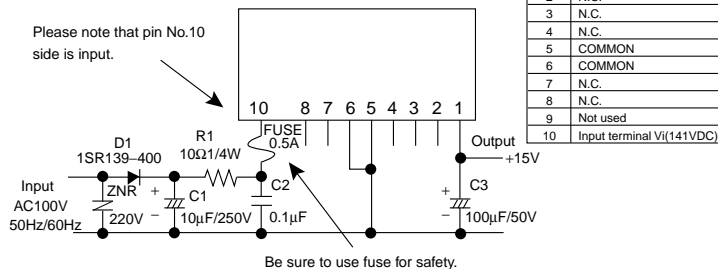 Please note that pin No.10
side is input.
10 8 7 6 5 4 3 2 1
FUSE
0.5A
R1
10Ω1/4W
D1
1SR139–400
Input
AC100V
50Hz/60Hz
ZNR
220V
+
–
C1
10μF/250V
C2
0.1μF
Output
+15V
+
–
C3
100μF/50V
Be sure to use fuse for safety.
3 N.C.
4 N.C.
5 COMMON
6 COMMON
7 N.C.
8 N.C.
9 Not used
10 Input terminal Vi(141VDC)